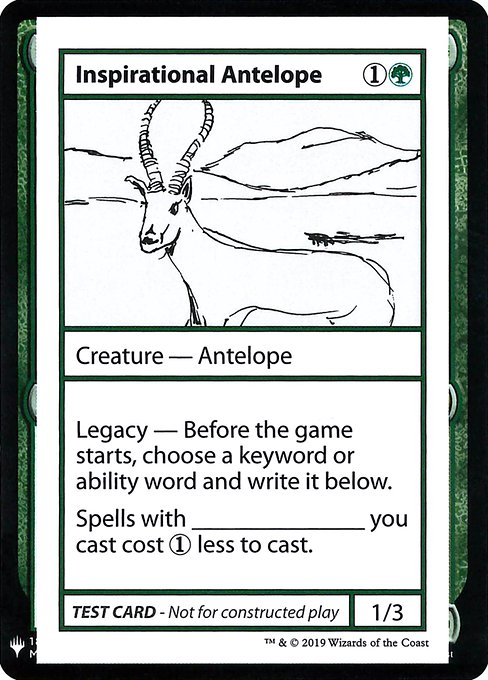 Inspirational Antelope 1
Creature — Antelope
Legacy — Before the game
starts, choose a keyword or
ability word and write it below.
Spells with ______________ you
cast cost 1 less to cast.
TEST CARD - Not for constructed play 1/3
™ & © 2019 Wizards of the Coast